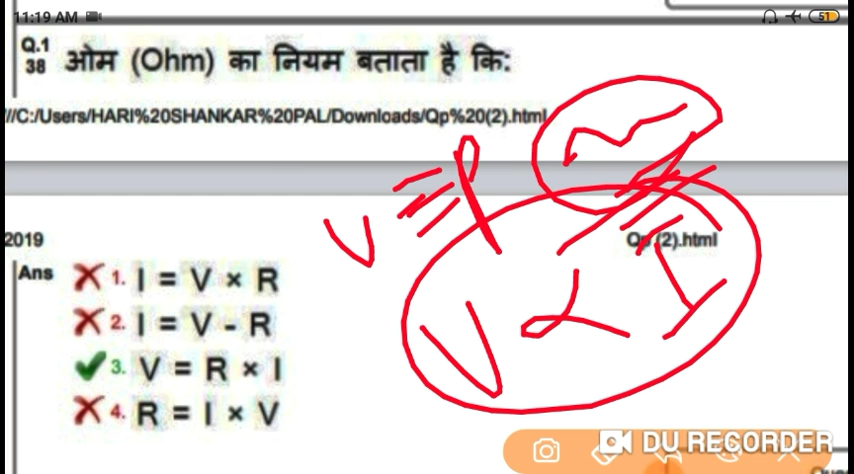 11:19 AM
51
Q.1
38 ओम (Ohm) का नियम बताता है कि:
///C:/Users/HARI%20SHANKAR%20PAL/Downloads/Qp%20(2).html
2019
Qp (2).html
Ans
1. I = V × R
2. I = V - R
3. V = R × I
4. R = I × V
V ∝ I
DU RECORDER